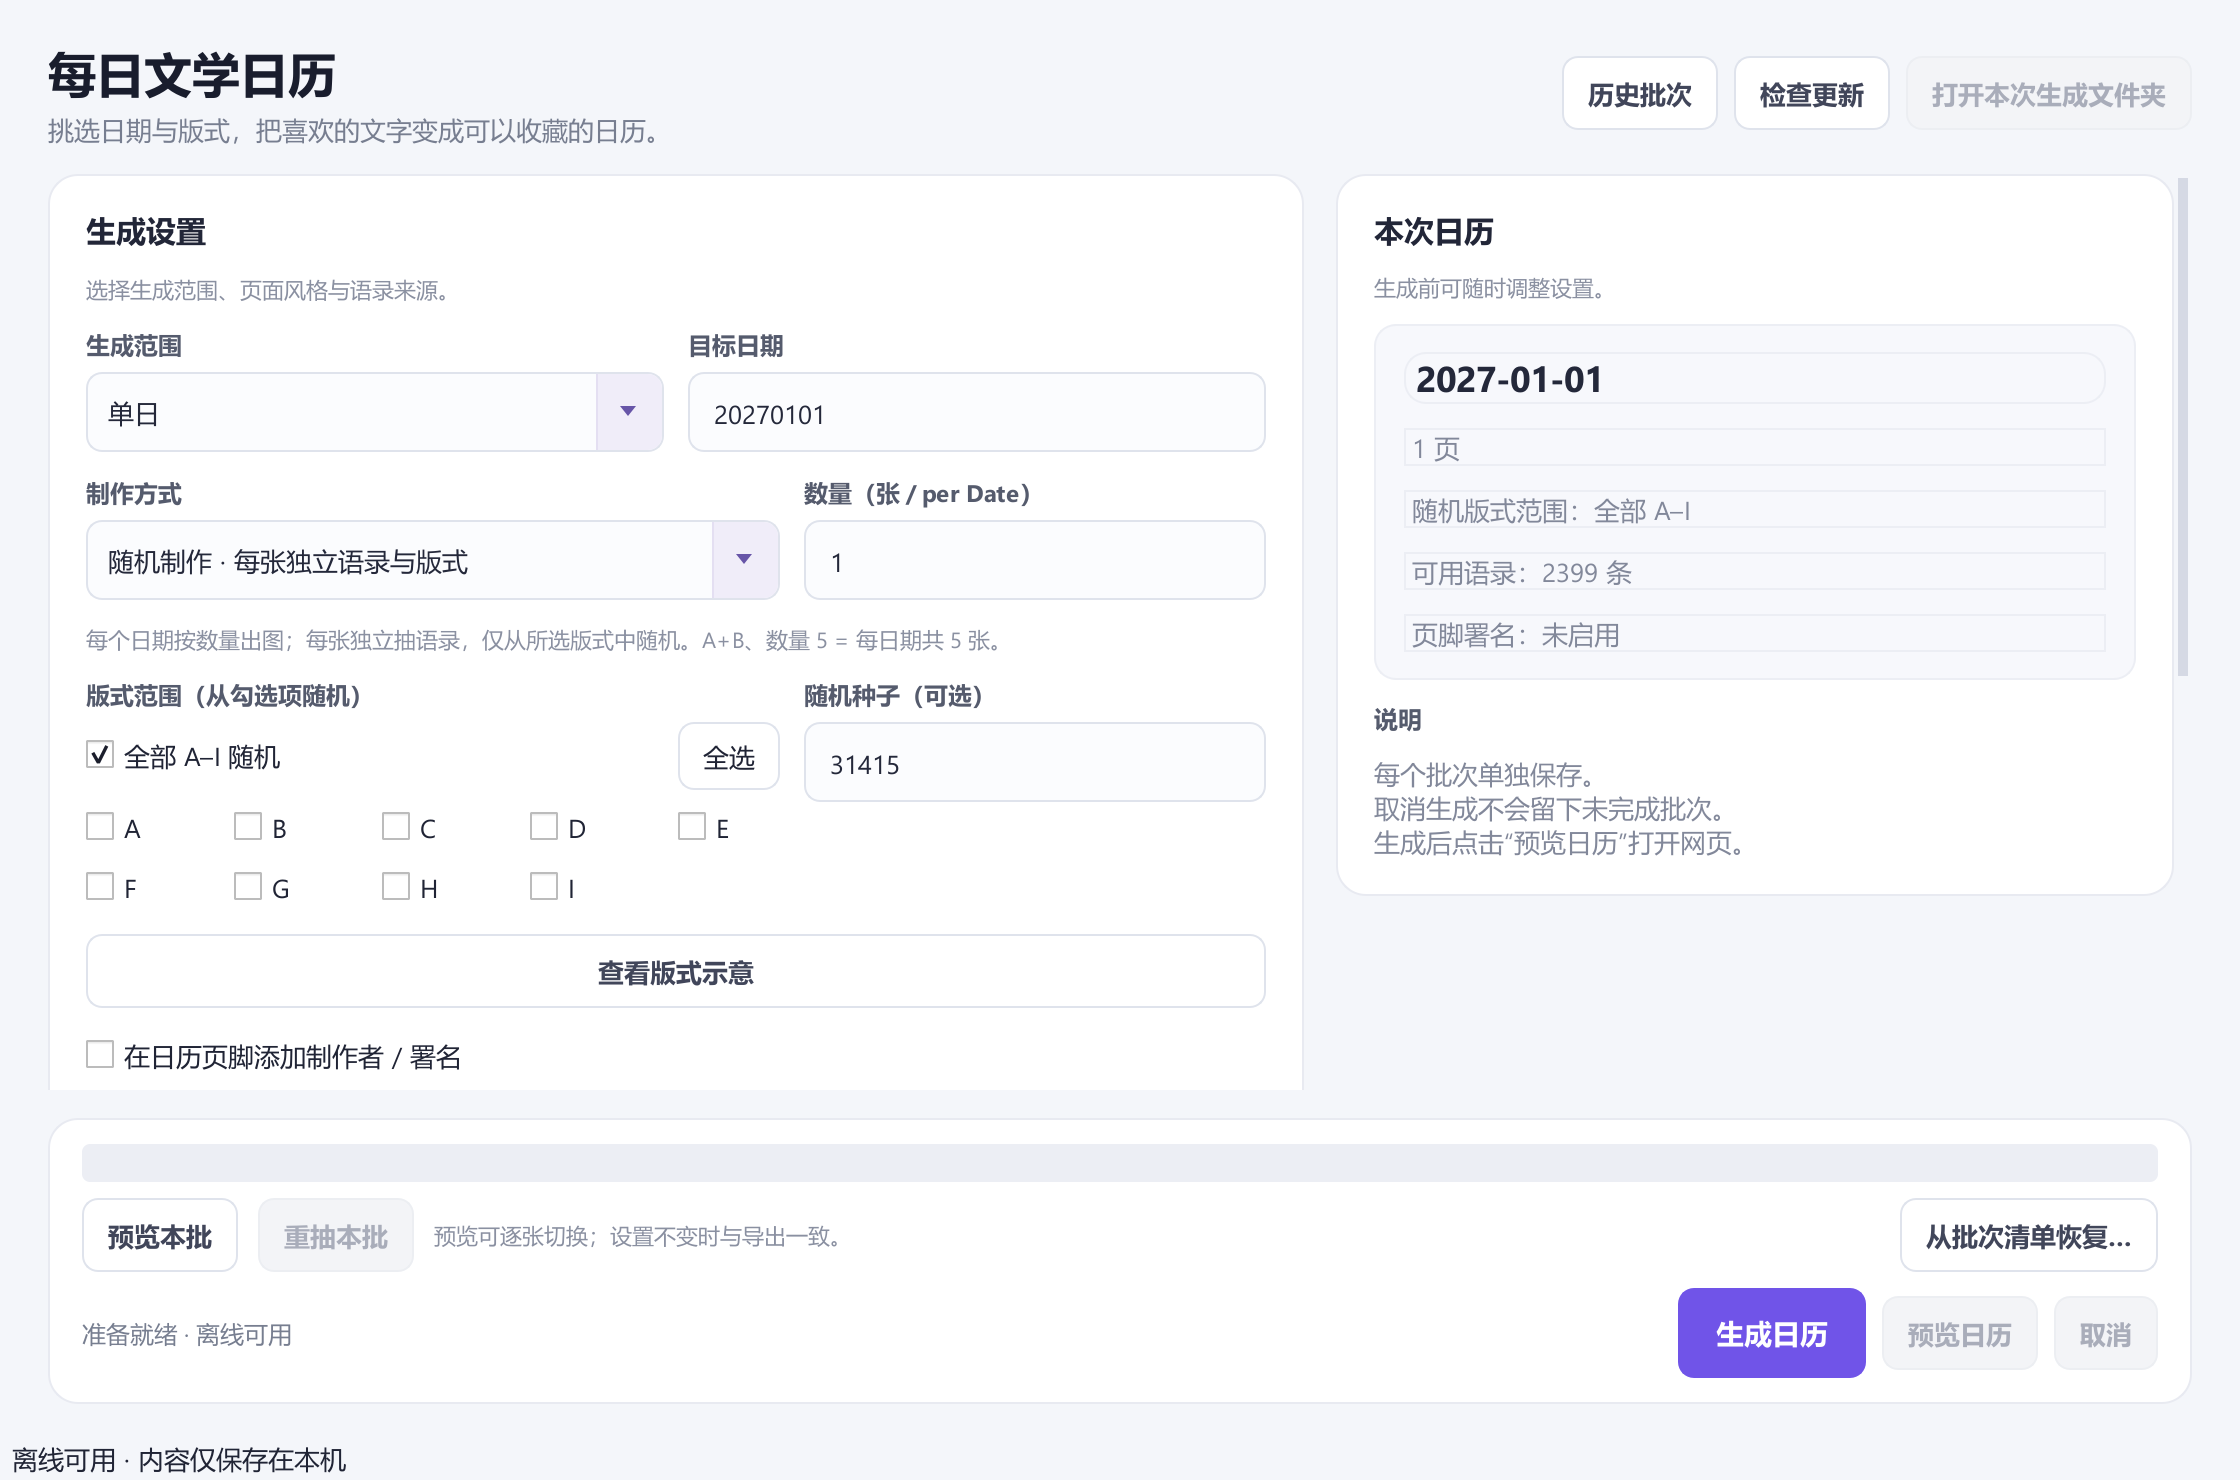 每日文学日历
挑选日期与版式，把喜欢的文字变成可以收藏的日历。
历史批次
检查更新
打开本次生成文件夹
生成设置
选择生成范围、页面风格与语录来源。
生成范围
目标日期
单日
20270101
制作方式
数量（张 / per Date）
随机制作 · 每张独立语录与版式
1
每个日期按数量出图；每张独立抽语录，仅从所选版式中随机。A+B、数量 5 = 每日期共 5 张。
版式范围（从勾选项随机）
随机种子（可选）
全部 A–I 随机
全选
31415
A
B
C
D
E
F
G
H
I
查看版式示意
在日历页脚添加制作者 / 署名
本次日历
生成前可随时调整设置。
2027-01-01
1 页
随机版式范围：全部 A–I
可用语录：2399 条
页脚署名：未启用
说明
每个批次单独保存。
取消生成不会留下未完成批次。
生成后点击“预览日历”打开网页。
预览本批
重抽本批
预览可逐张切换；设置不变时与导出一致。
从批次清单恢复...
准备就绪 · 离线可用
生成日历
预览日历
取消
离线可用 · 内容仅保存在本机